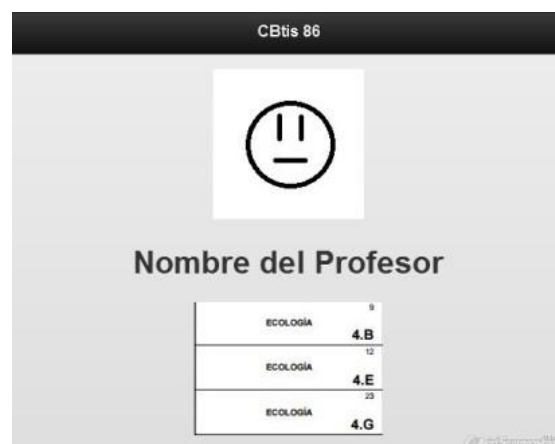 CBtis 86
Nombre del Profesor
9
ECOLOGÍA
4.B
12
ECOLOGÍA
4.E
23
ECOLOGÍA
4.G